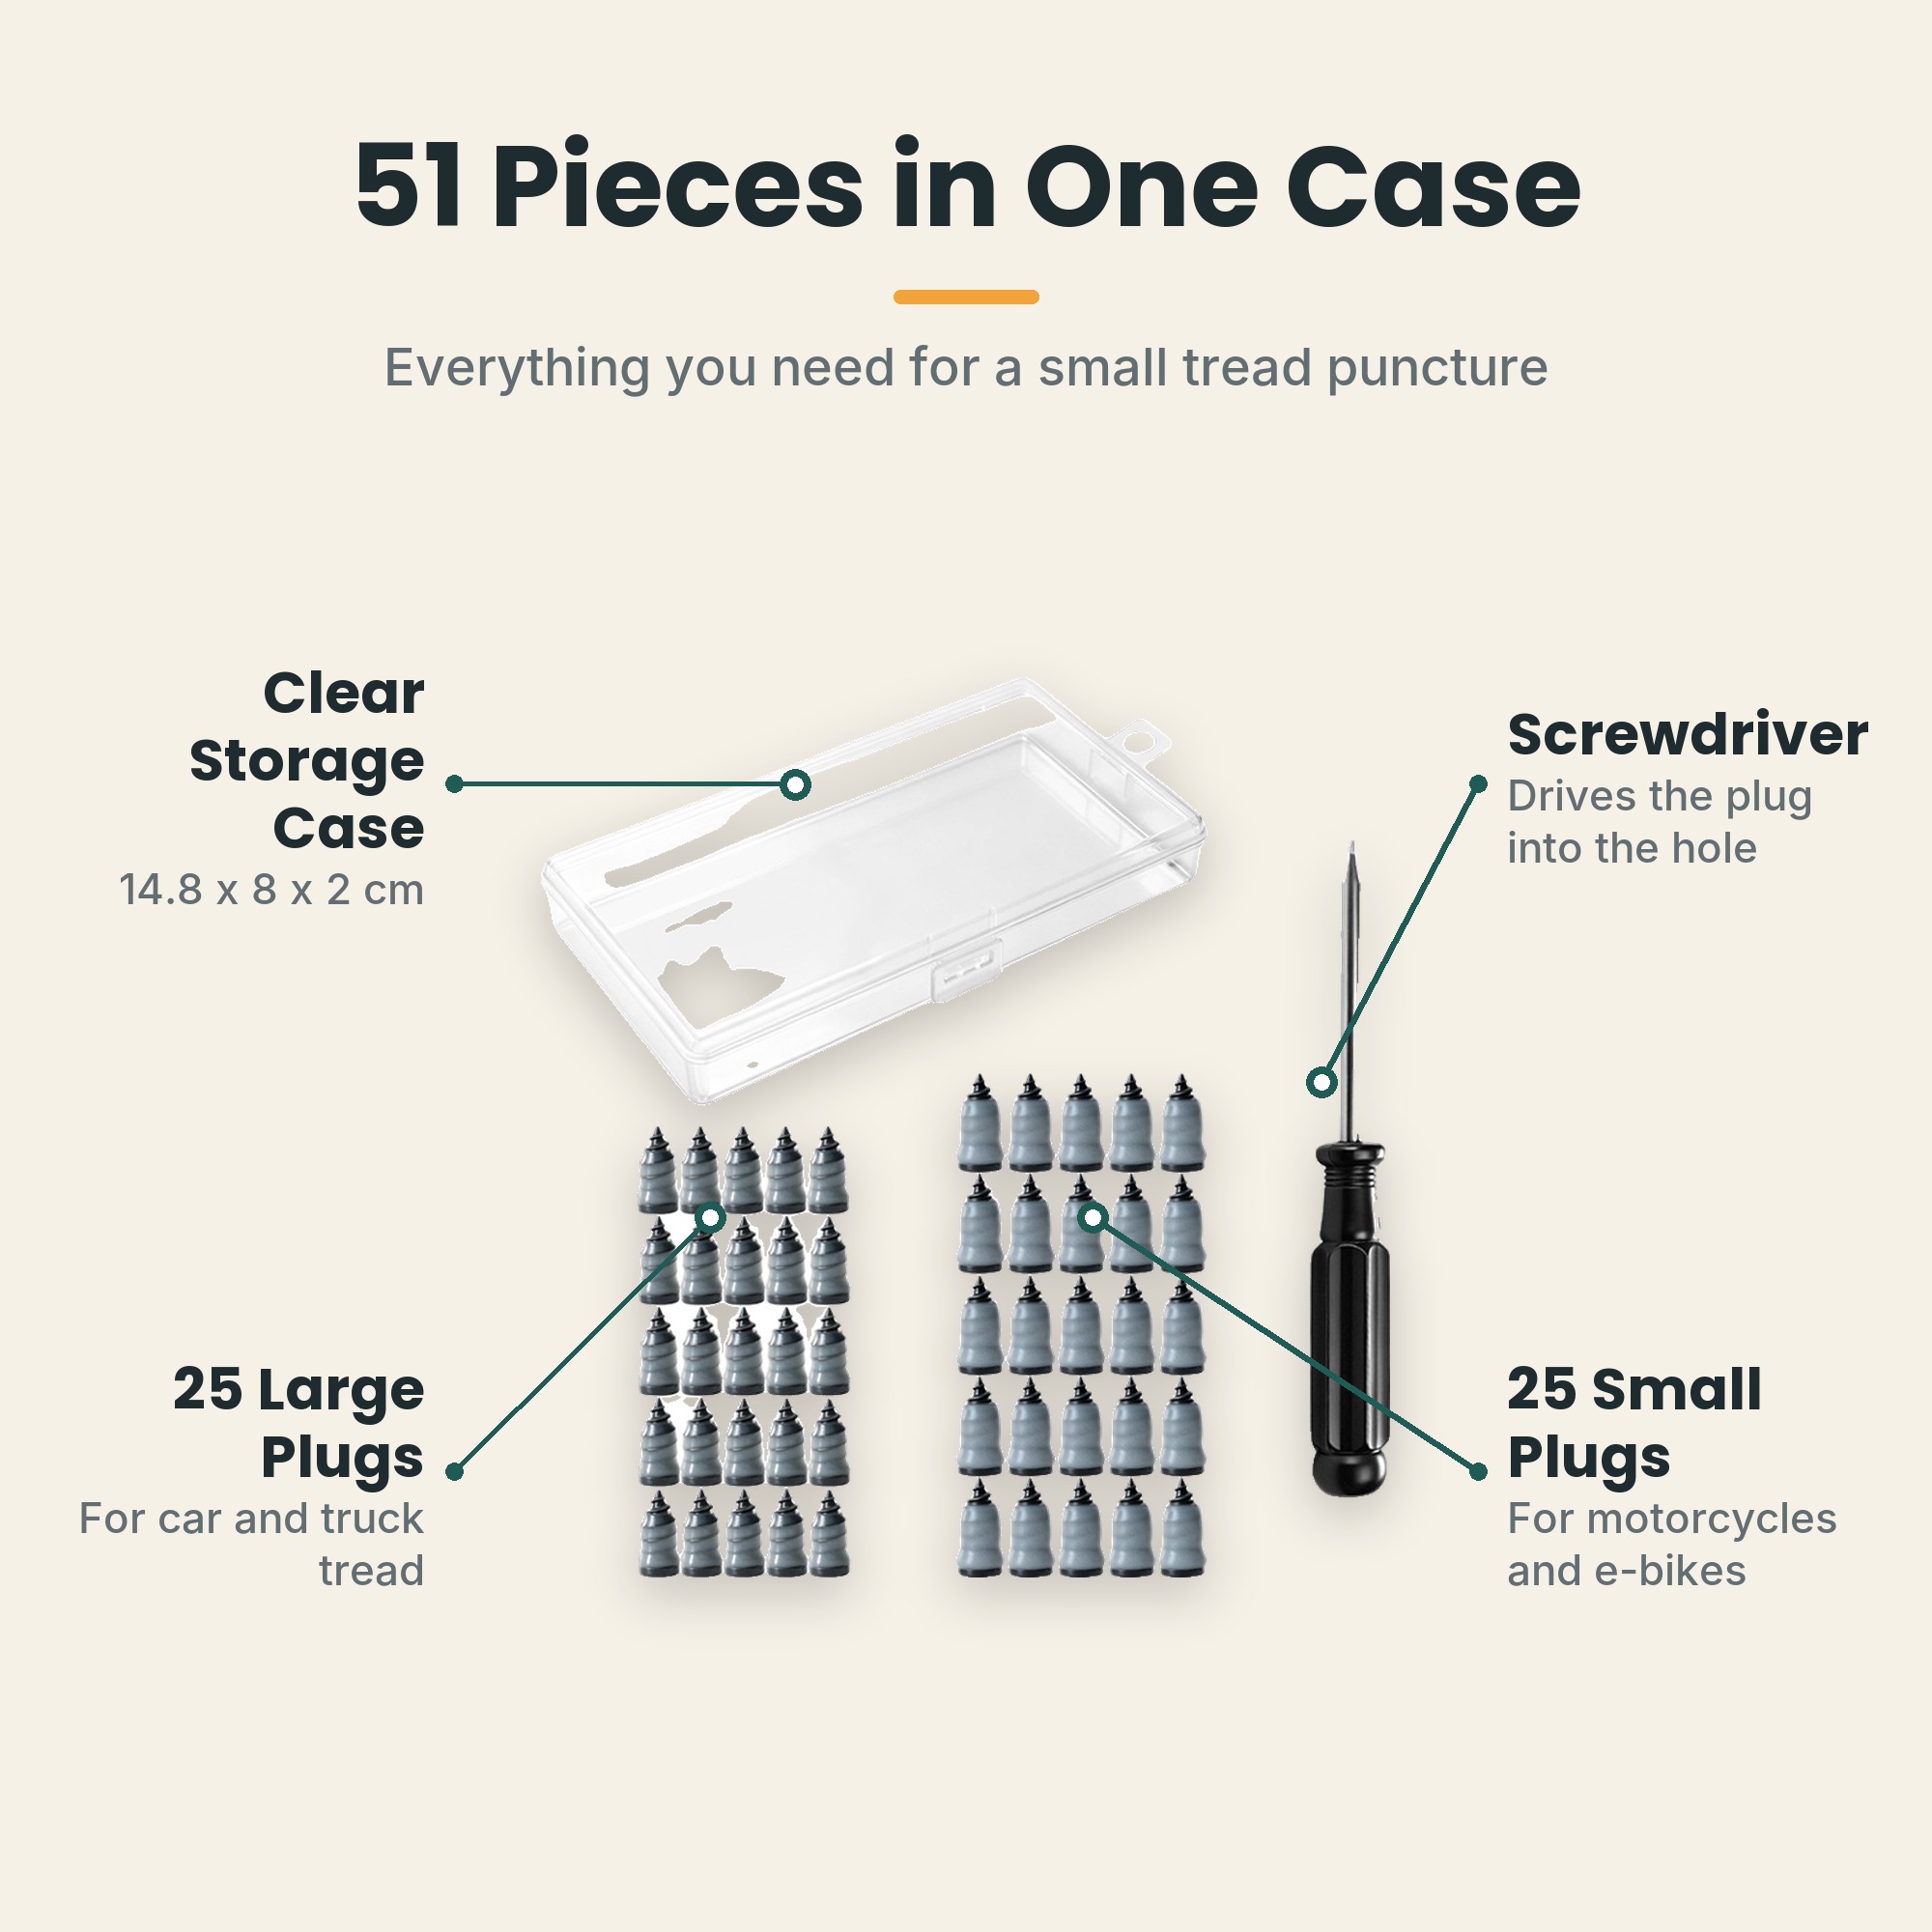 51 Pieces in One Case
Everything you need for a small tread puncture
Clear
Storage
Case
14.8 x 8 x 2 cm
Screwdriver
Drives the plug
into the hole
25 Large
Plugs
For car and truck
tread
25 Small
Plugs
For motorcycles
and e-bikes